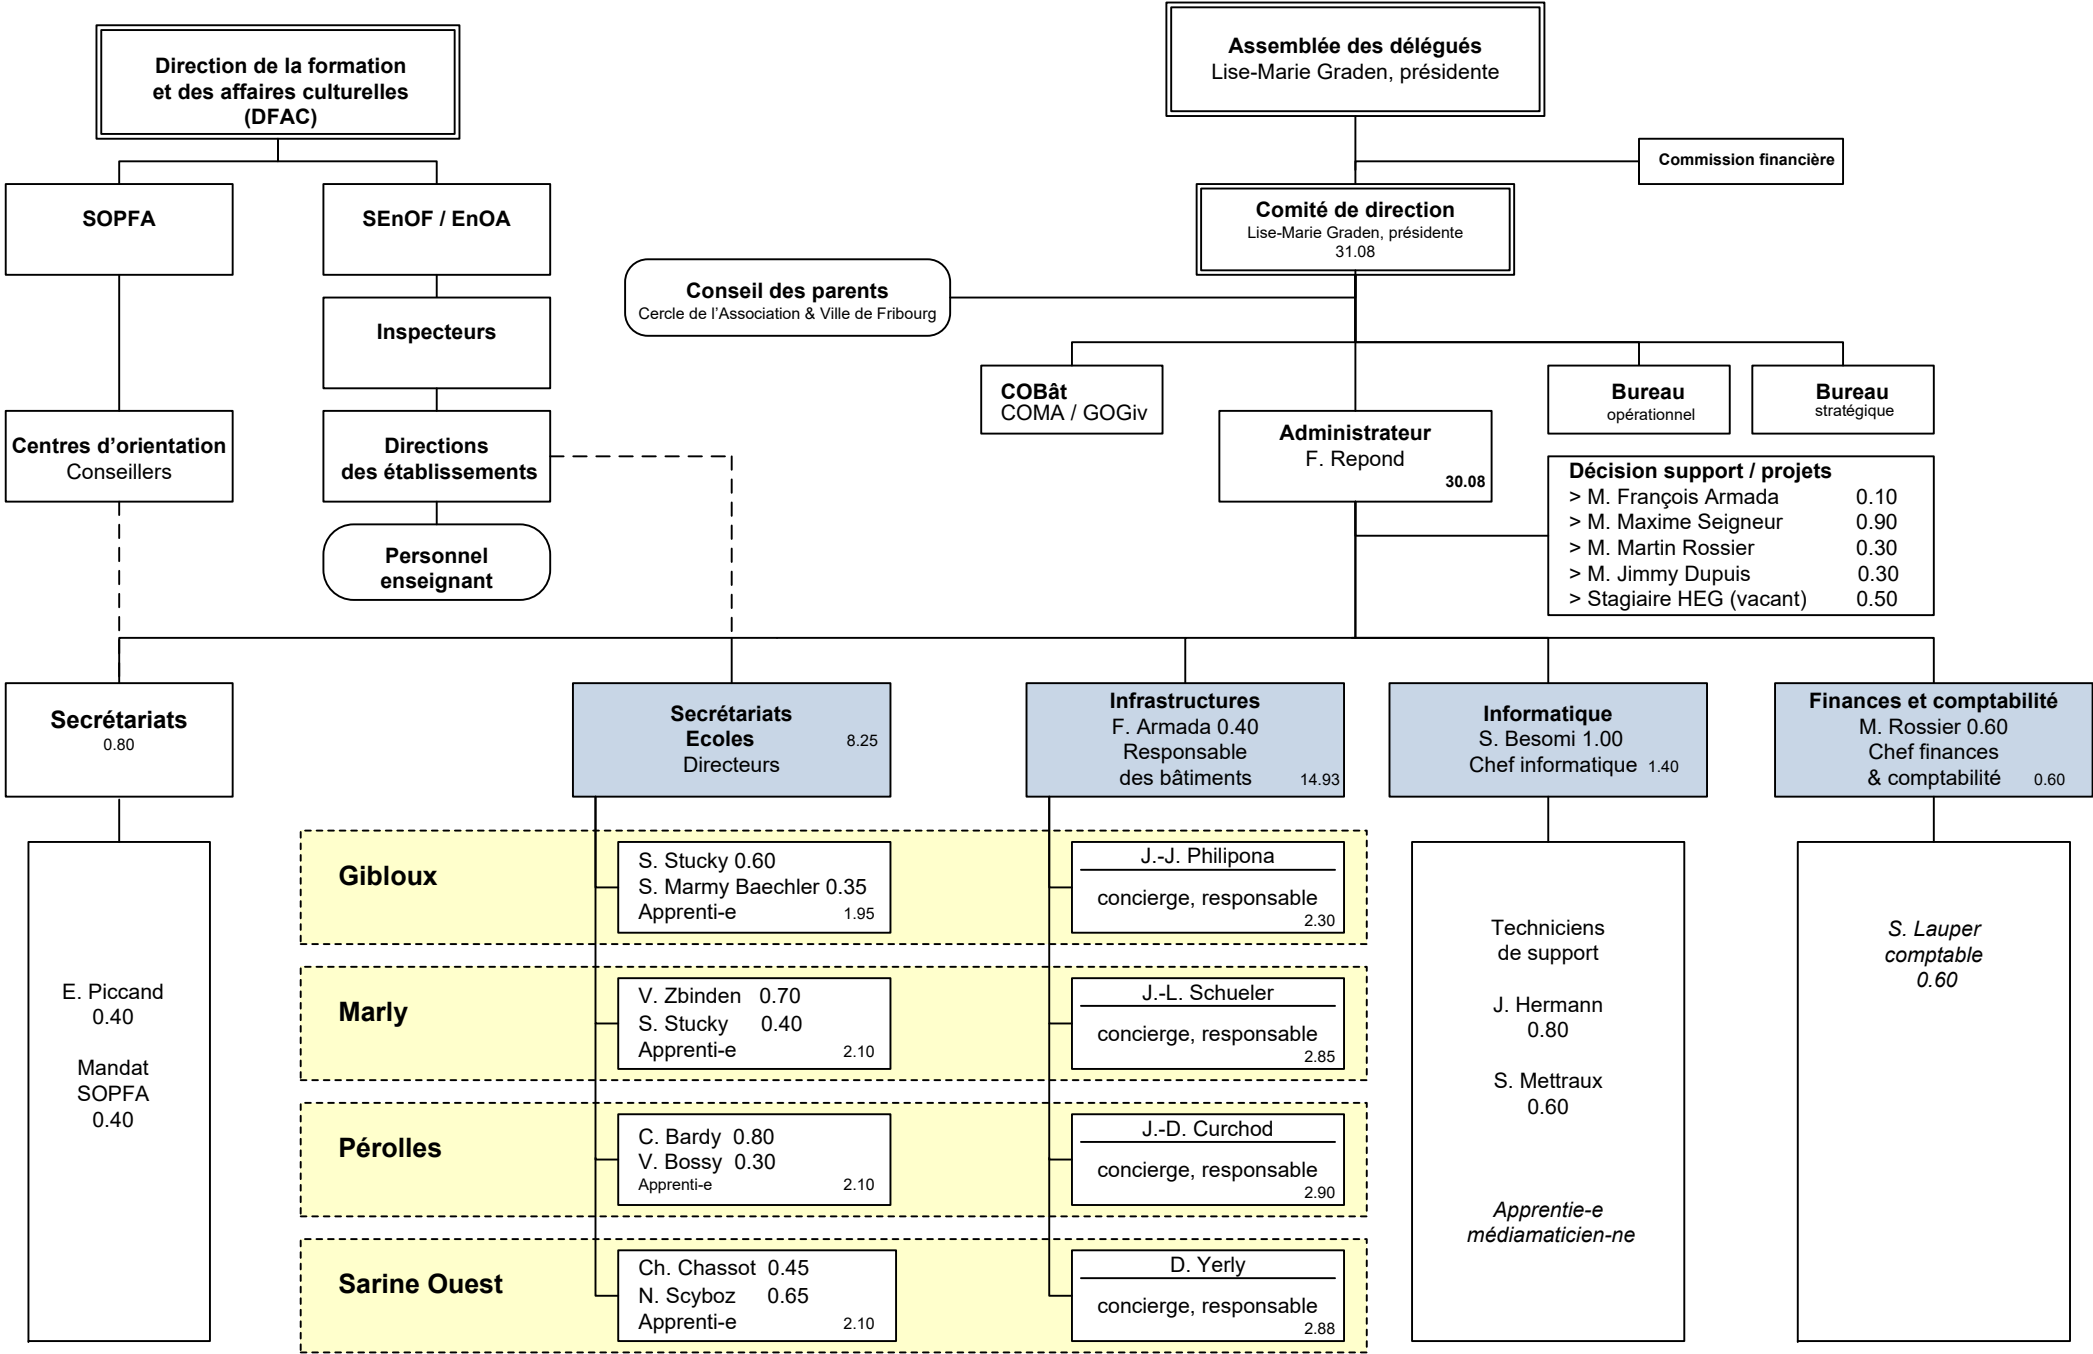 Direction de la formation
et des affaires culturelles
(DFAC)
Assemblée des délégués
Lise-Marie Graden, présidente
Commission financière
SOPFA
SEnOF / EnOA
Comité de direction
Lise-Marie Graden, présidente
31.08
Conseil des parents
Cercle de l'Association & Ville de Fribourg
Inspecteurs
COBât
COMA / GOGiv
Bureau
opérationnel
Bureau
stratégique
Centres d'orientation
Conseillers
Directions
des établissements
Administrateur
F. Repond
30.08
Décision support / projets
> M. François Armada 0.10
> M. Maxime Seigneur 0.90
> M. Martin Rossier 0.30
> M. Jimmy Dupuis 0.30
> Stagiaire HEG (vacant) 0.50
Personnel
enseignant
Secrétariats
0.80
Secrétariats
Ecoles 8.25
Directeurs
Infrastructures
F. Armada 0.40
Responsable
des bâtiments 14.93
Informatique
S. Besomi 1.00
Chef informatique 1.40
Finances et comptabilité
M. Rossier 0.60
Chef finances
& comptabilité 0.60
E. Piccand
0.40
Mandat
SOPFA
0.40
Gibloux
S. Stucky 0.60
S. Marmy Baechler 0.35
Apprenti-e 1.95
J.-J. Philipona
concierge, responsable
2.30
Marly
V. Zbinden 0.70
S. Stucky 0.40
Apprenti-e 2.10
J.-L. Schueler
concierge, responsable
2.85
Pérolles
C. Bardy 0.80
V. Bossy 0.30
Apprenti-e 2.10
J.-D. Curchod
concierge, responsable
2.90
Sarine Ouest
Ch. Chassot 0.45
N. Scyboz 0.65
Apprenti-e 2.10
D. Yerly
concierge, responsable
2.88
Techniciens
de support
J. Hermann
0.80
S. Mettraux
0.60
Apprentie-e
médiamaticien-ne
S. Lauper
comptable
0.60